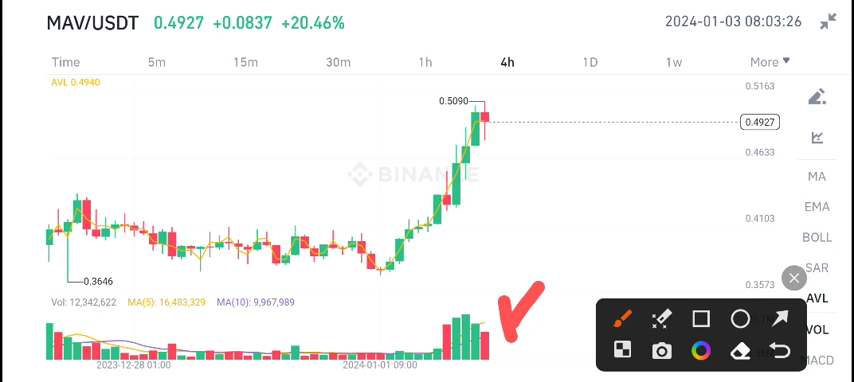 MAV/USDT 0.4927 +0.0837 +20.46% 2024-01-03 08:03:26
Time 5m 15m 30m 1h 4h 1D 1w More
AVL 0.4940
0.5163
0.5090
0.4927
0.4633
BINANCE
MA
EMA
0.4103
BOLL
SAR
0.3646
0.3573
AVL
Vol: 12,342,622 MA(5): 16,483,329 MA(10): 9,967,989
VOL
MACD
2023-12-28 01:00 2024-01-01 09:00